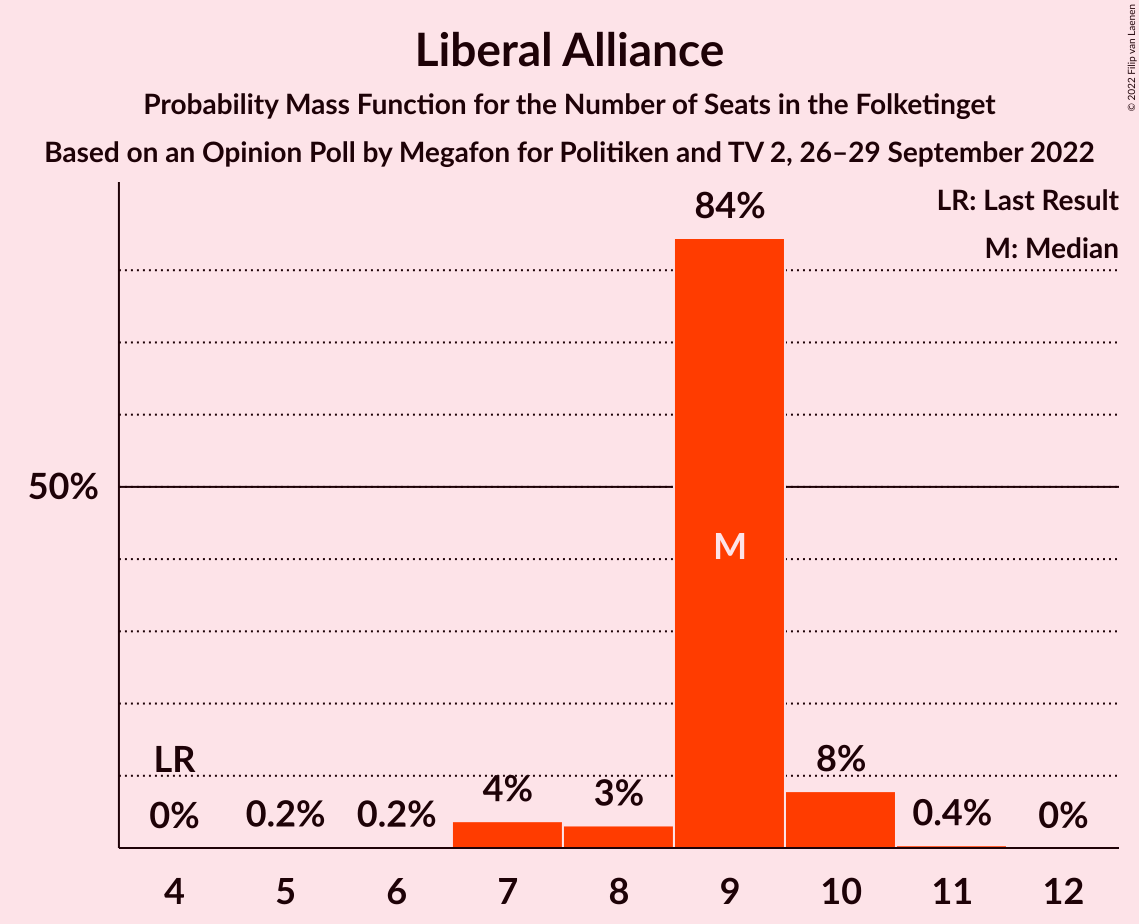 Liberal Alliance
Probability Mass Function for the Number of Seats in the Folketinget
Based on an Opinion Poll by Megafon for Politiken and TV 2, 26–29 September 2022
© 2022 Filip van Laenen
LR: Last Result
M: Median
84%
50%
M
LR
0%
0.2%
0.2%
4%
3%
8%
0.4%
0%
4 5 6 7 8 9 10 11 12